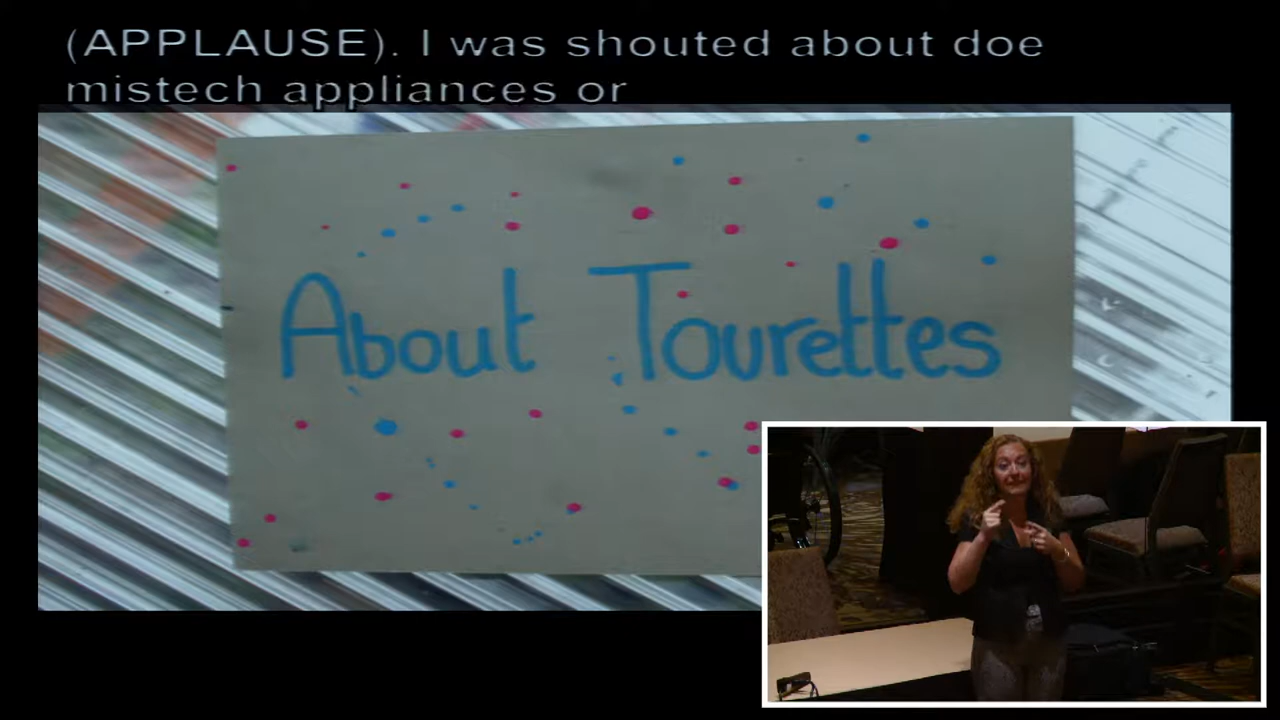 (APPLAUSE). I was shouted about doe
mistech appliances or
About Tourettes